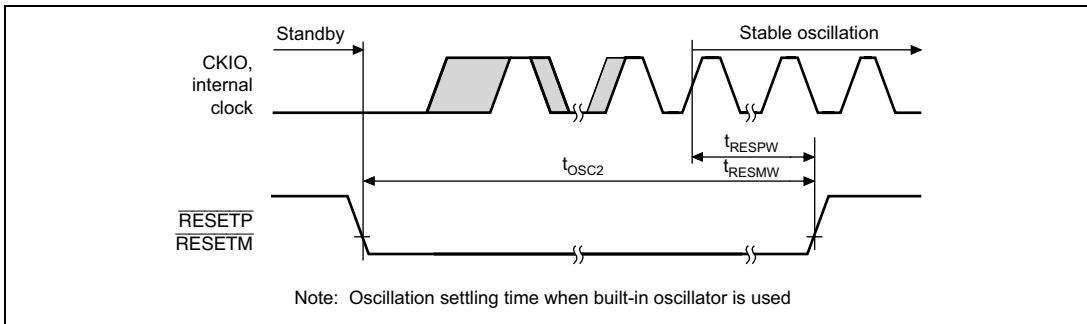 Standby
Stable oscillation
CKIO,
internal
clock
tRESPW
tOSC2
tRESMW
RESETP
RESETM
Note: Oscillation settling time when built-in oscillator is used